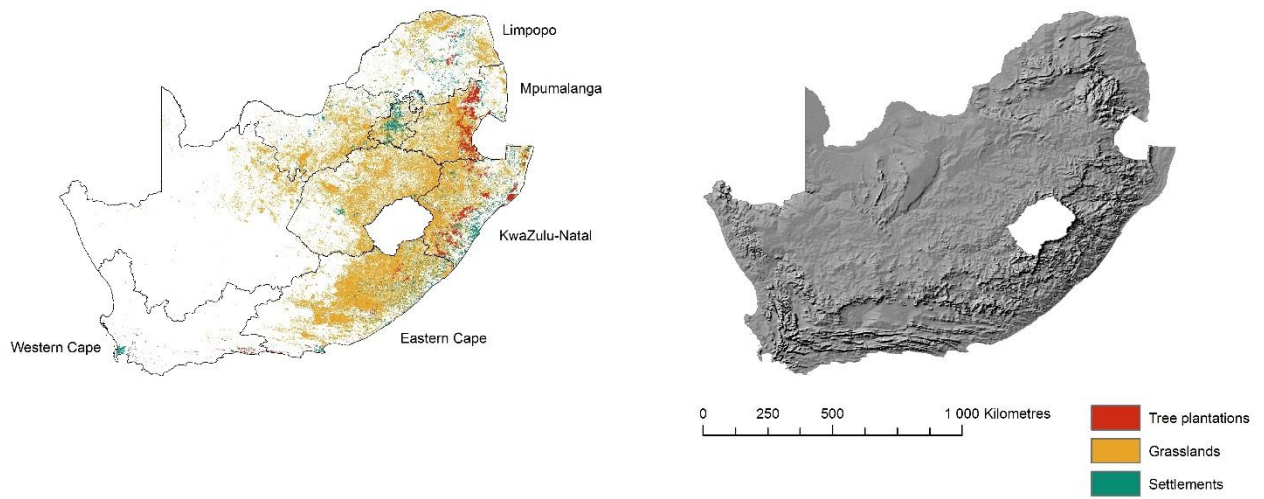 Limpopo
Mpumalanga
KwaZulu-Natal
Eastern Cape
Western Cape
0 250 500 1 000 Kilometres
Tree plantations
Grasslands
Settlements